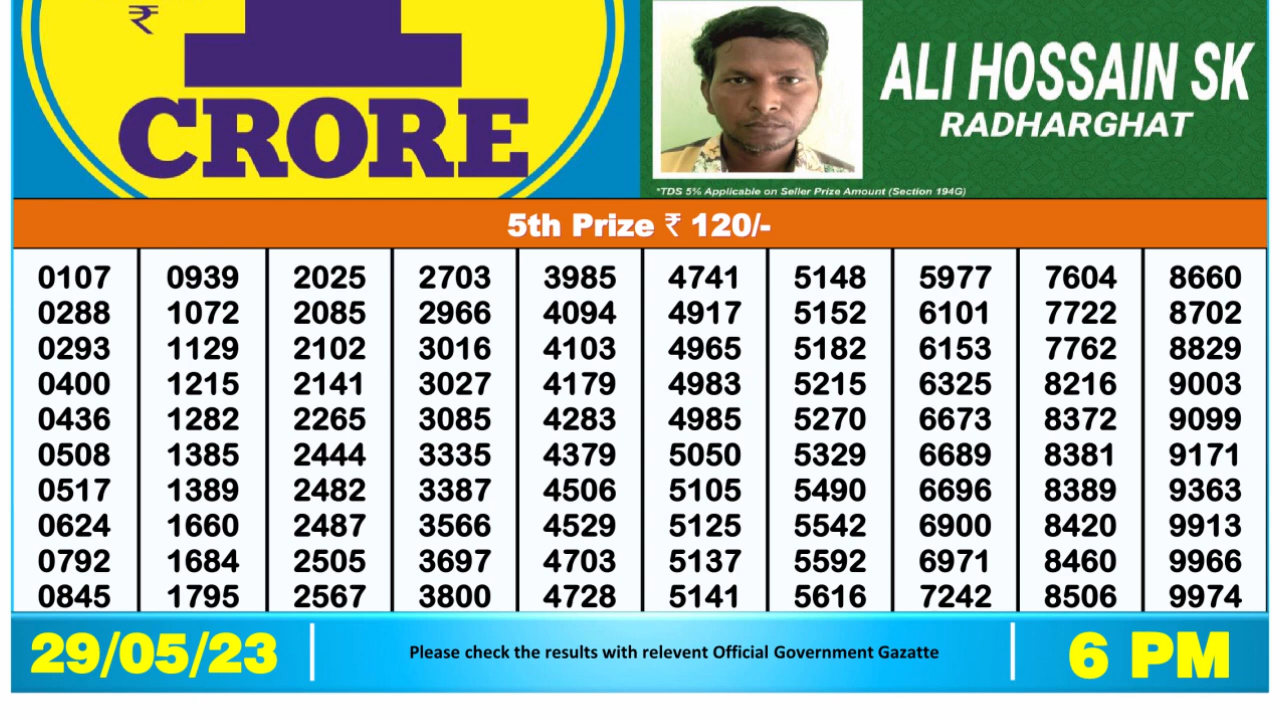 ₹ 1
CRORE
ALI HOSSAIN SK
RADHARGHAT
*TDS 5% Applicable on Seller Prize Amount (Section 194G)
5th Prize ₹ 120/-
0107 0939 2025 2703 3985 4741 5148 5977 7604 8660
0288 1072 2085 2966 4094 4917 5152 6101 7722 8702
0293 1129 2102 3016 4103 4965 5182 6153 7762 8829
0400 1215 2141 3027 4179 4983 5215 6325 8216 9003
0436 1282 2265 3085 4283 4985 5270 6673 8372 9099
0508 1385 2444 3335 4379 5050 5329 6689 8381 9171
0517 1389 2482 3387 4506 5105 5490 6696 8389 9363
0624 1660 2487 3566 4529 5125 5542 6900 8420 9913
0792 1684 2505 3697 4703 5137 5592 6971 8460 9966
0845 1795 2567 3800 4728 5141 5616 7242 8506 9974
29/05/23 Please check the results with relevent Official Government Gazatte 6 PM